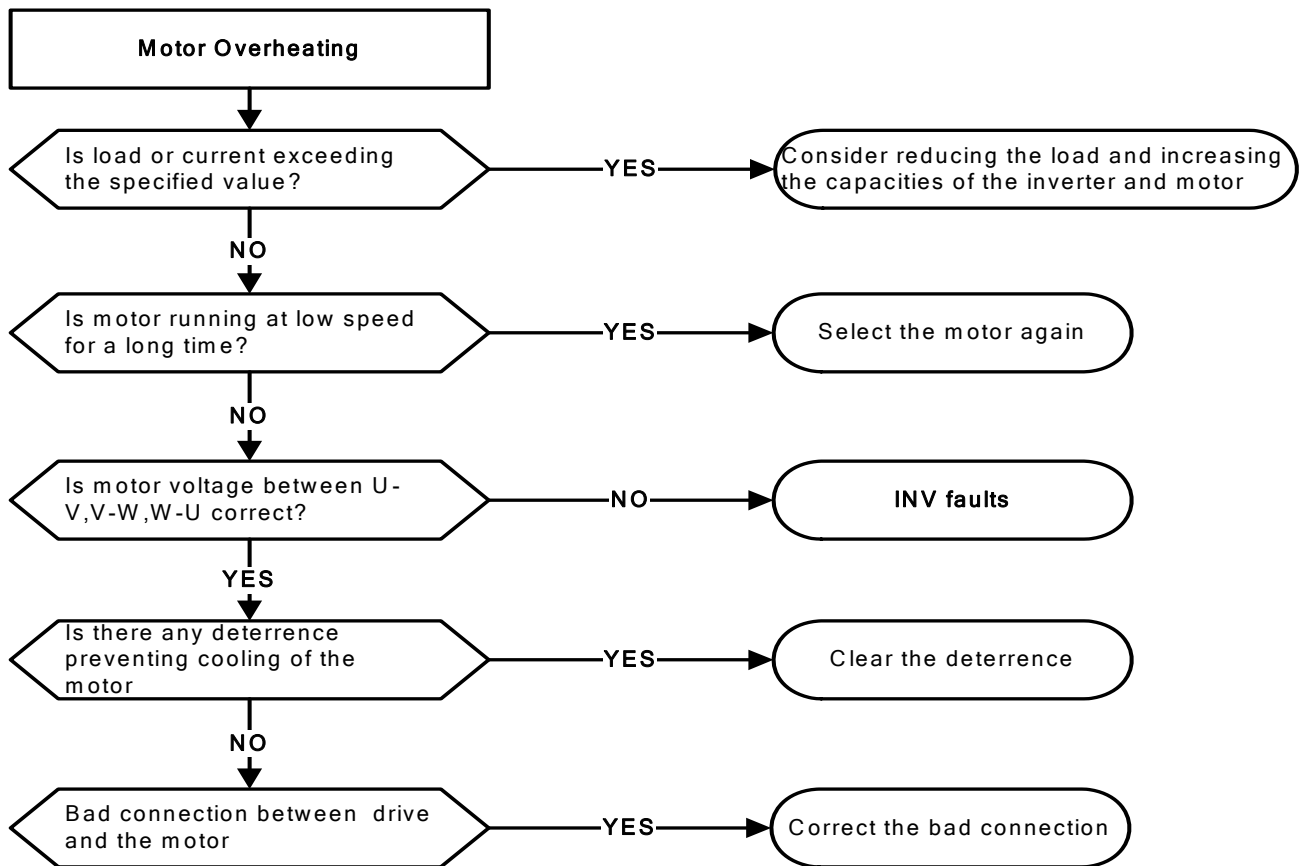 Motor Overheating
Is load or current exceeding
the specified value?
YES
Consider reducing the load and increasing
the capacities of the inverter and motor
NO
Is motor running at low speed
for a long time?
YES
Select the motor again
NO
Is motor voltage between U-
V,V-W,W-U correct?
NO
INV faults
YES
Is there any deterrence
preventing cooling of the
motor
YES
Clear the deterrence
NO
Bad connection between drive
and the motor
YES
Correct the bad connection